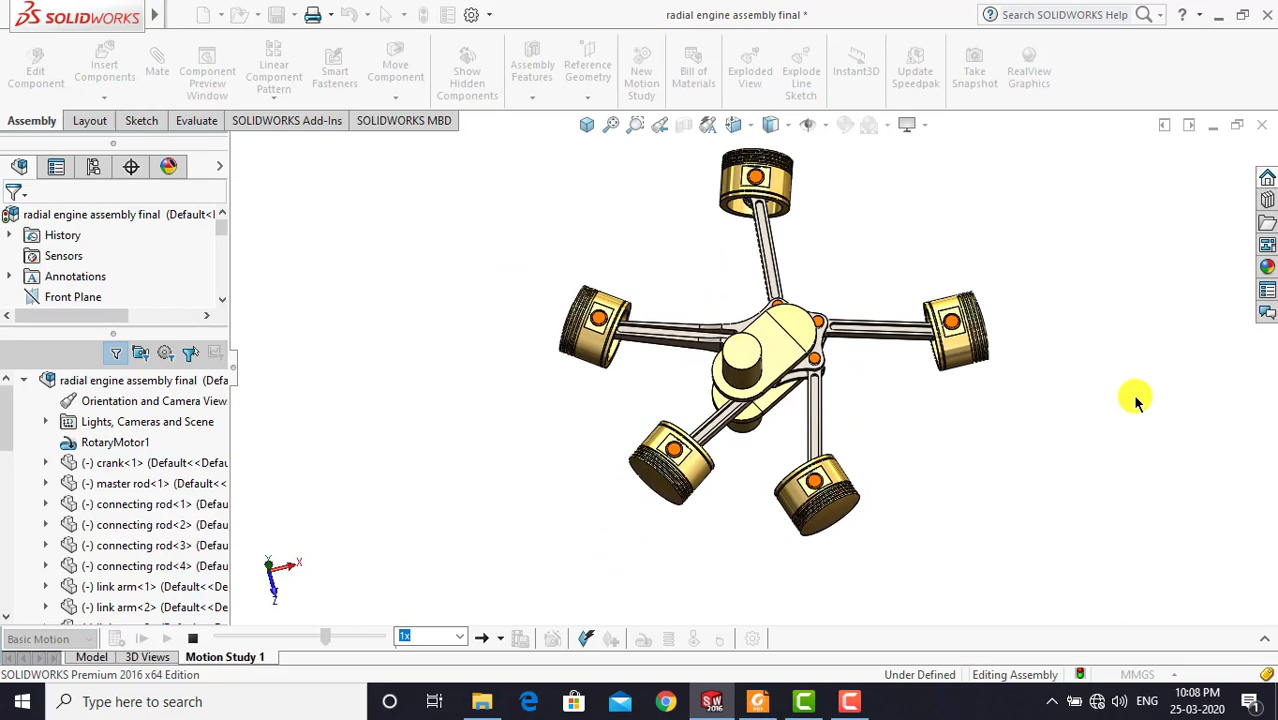 SOLIDWORKS
radial engine assembly final *
Search SOLIDWORKS Help
Edit Component
Insert Components
Mate
Component Preview Window
Linear Component Pattern
Smart Fasteners
Move Component
Show Hidden Components
Assembly Features
Reference Geometry
New Motion Study
Bill of Materials
Exploded View
Explode Line Sketch
Instant3D
Update Speedpak
Take Snapshot
RealView Graphics
Assembly Layout Sketch Evaluate SOLIDWORKS Add-Ins SOLIDWORKS MBD
radial engine assembly final (Default<
History
Sensors
Annotations
Front Plane
radial engine assembly final (Defa
Orientation and Camera View
Lights, Cameras and Scene
RotaryMotor1
(-) crank<1> (Default<<Def
(-) master rod<1> (Default<
(-) connecting rod<1> (Defa
(-) connecting rod<2> (Defa
(-) connecting rod<3> (Defa
(-) connecting rod<4> (Defa
(-) link arm<1> (Default<<De
(-) link arm<2> (Default<<De
Y
X
Z
Basic Motion
1x
Model 3D Views Motion Study 1
SOLIDWORKS Premium 2016 x64 Edition
Under Defined Editing Assembly MMGS
Type here to search
SW 2016
ENG
10:08 PM
25-03-2020